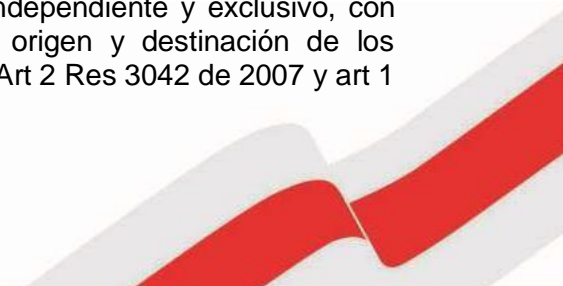 independiente y exclusivo, con
origen y destinación de los
Art 2 Res 3042 de 2007 y art 1